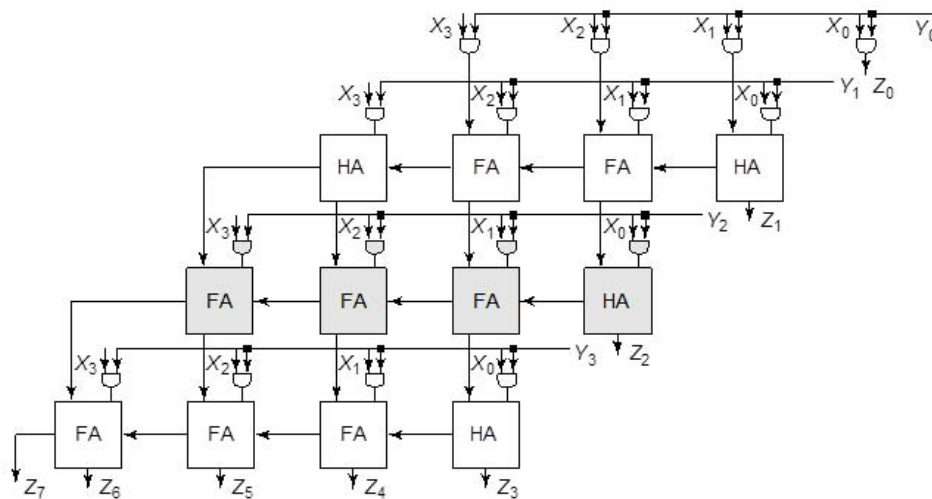 X3 X2 X1 X0 Y0
X3 X2 X1 X0 Y1 Z0
HA FA FA HA
X3 X2 X1 X0 Y2 Z1
FA FA FA HA
X3 X2 X1 X0 Y3 Z2
FA FA FA HA
Z7 Z6 Z5 Z4 Z3